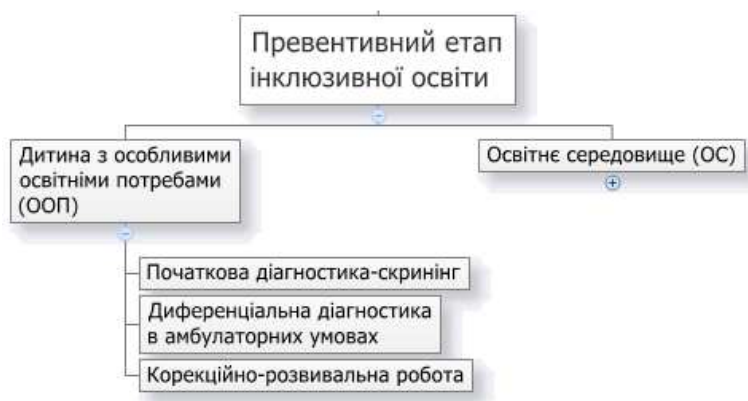 Превентивний етап
інклюзивної освіти
Дитина з особливими
освітніми потребами
(ООП)
Освітнє середовище (ОС)
Початкова діагностика-скринінг
Диференціальна діагностика
в амбулаторних умовах
Корекційно-розвивальна робота